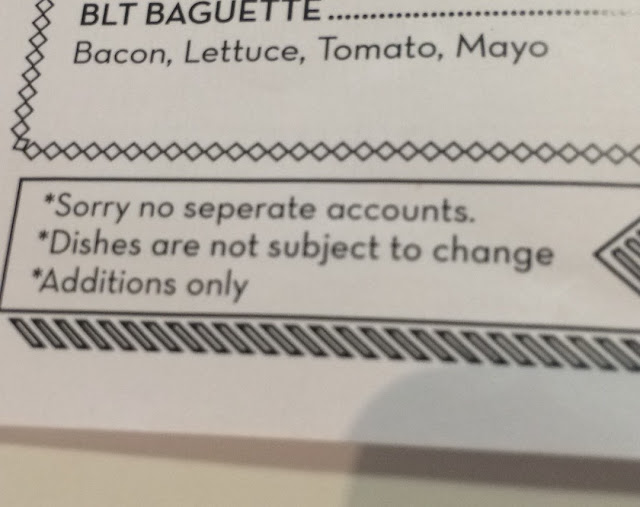 BLT BAGUETTE................................
Bacon, Lettuce, Tomato, Mayo
*Sorry no seperate accounts.
*Dishes are not subject to change
*Additions only